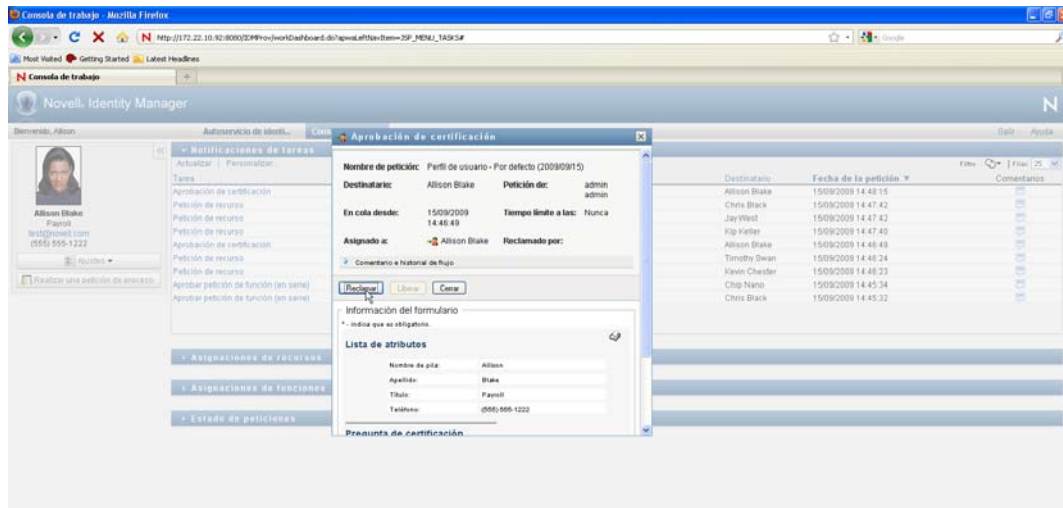 Consola de trabajo - Mozilla Firefox
http://172.22.10.92:8080/IDMProv/workDashboard.do?apwaLeftNavItem=JSP_MENU_TASKS#
Google
Most Visited Getting Started Latest Headlines
Consola de trabajo
Novell® Identity Manager
N
Bienvenido, Allison
Autoservicio de identi...
Salir Ayuda
Allison Blake
Payroll
test@novell.com
(555) 555-1222
Ajustes
Realizar una petición de proceso...
Notificaciones de tareas
Actualizar Personalizar...
Filtro Filas 25
Tarea Destinatario Fecha de la petición Comentarios
Aprobación de certificación Allison Blake 15/09/2009 14:48:15
Petición de recurso Chris Black 15/09/2009 14:47:42
Petición de recurso Jay West 15/09/2009 14:47:42
Petición de recurso Kip Keller 15/09/2009 14:47:40
Aprobación de certificación Allison Blake 15/09/2009 14:46:49
Petición de recurso Timothy Swan 15/09/2009 14:46:24
Petición de recurso Kevin Chester 15/09/2009 14:46:23
Aprobar petición de función (en serie) Chip Nano 15/09/2009 14:45:34
Aprobar petición de función (en serie) Chris Black 15/09/2009 14:45:32
Asignaciones de recursos
Asignaciones de funciones
Estado de peticiones
Aprobación de certificación
Nombre de petición: Perfil de usuario - Por defecto (2009/09/15)
Destinatario: Allison Blake Petición de: admin admin
En cola desde: 15/09/2009 14:46:49 Tiempo límite a las: Nunca
Asignado a: Allison Blake Reclamado por:
Comentario e historial de flujo
Reclamar Liberar Cerrar
Información del formulario
* - indica que es obligatorio.
Lista de atributos
Nombre de pila: Allison
Apellido: Blake
Título: Payroll
Teléfono: (555) 555-1222
Pregunta de certificación